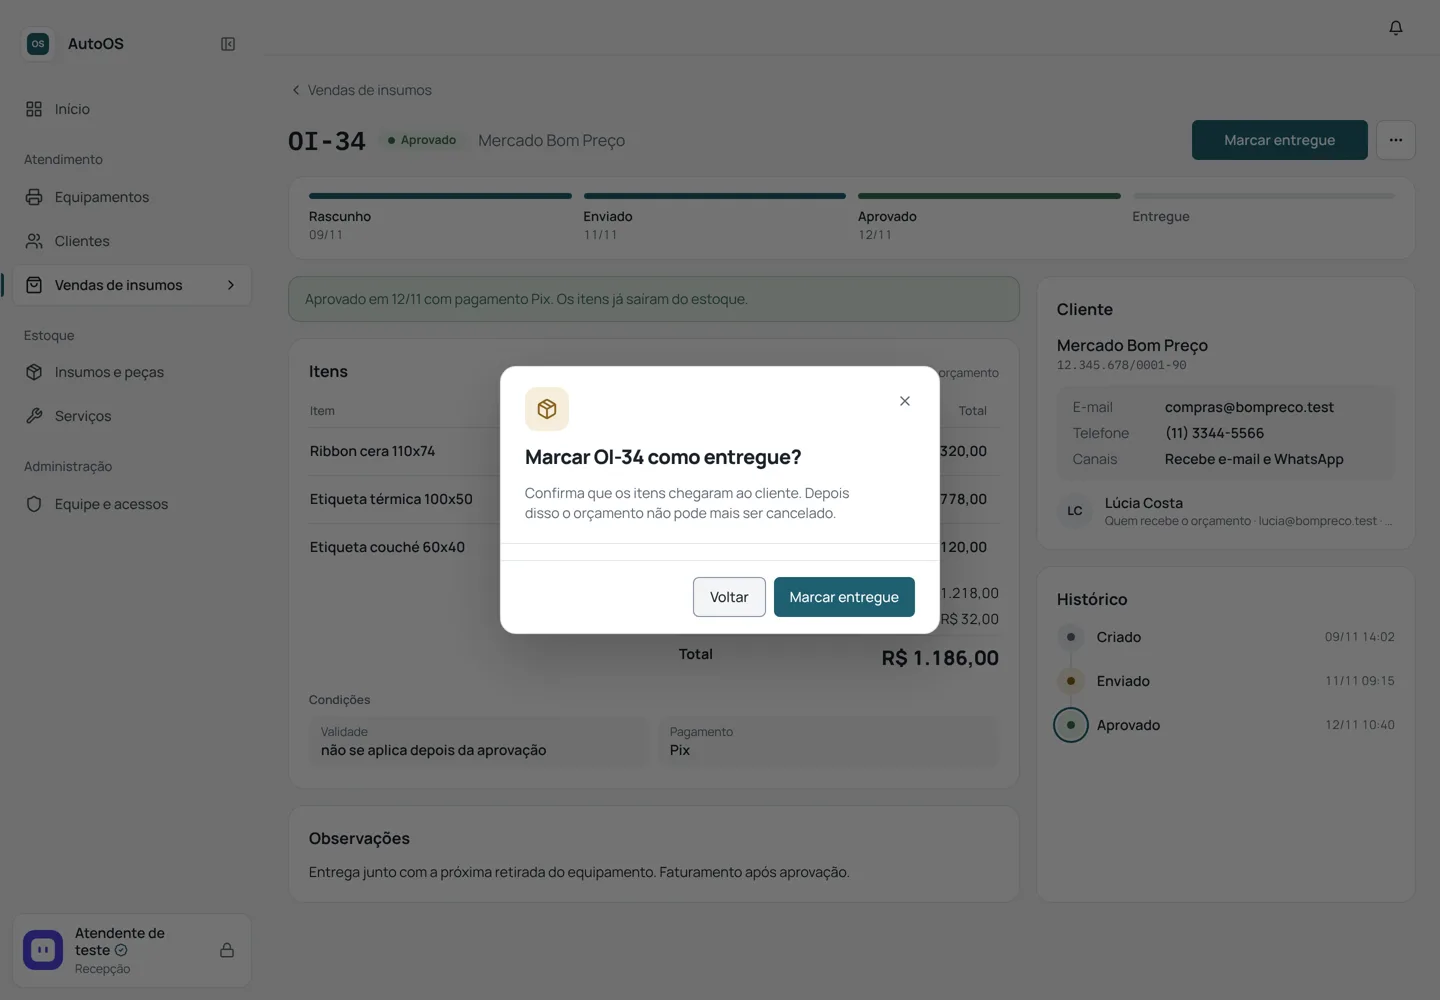 OS
AutoOS
Início
Atendimento
Equipamentos
Clientes
Vendas de insumos
Estoque
Insumos e peças
Serviços
Administração
Equipe e acessos
Atendente de
teste
Recepção
Vendas de insumos
OI-34
Aprovado
Mercado Bom Preço
Marcar entregue
Rascunho
09/11
Enviado
11/11
Aprovado
12/11
Entregue
Aprovado em 12/11 com pagamento Pix. Os itens já saíram do estoque.
Itens
orçamento
Item
Total
Ribbon cera 110x74
320,00
Etiqueta térmica 100x50
778,00
Etiqueta couché 60x40
120,00
1.218,00
R$ 32,00
Total
R$ 1.186,00
Condições
Validade
não se aplica depois da aprovação
Pagamento
Pix
Observações
Entrega junto com a próxima retirada do equipamento. Faturamento após aprovação.
Marcar OI-34 como entregue?
Confirma que os itens chegaram ao cliente. Depois
disso o orçamento não pode mais ser cancelado.
Voltar
Marcar entregue
Cliente
Mercado Bom Preço
12.345.678/0001-90
E-mail
compras@bompreco.test
Telefone
(11) 3344-5566
Canais
Recebe e-mail e WhatsApp
LC
Lúcia Costa
Quem recebe o orçamento · lucia@bompreco.test · ...
Histórico
Criado
09/11 14:02
Enviado
11/11 09:15
Aprovado
12/11 10:40